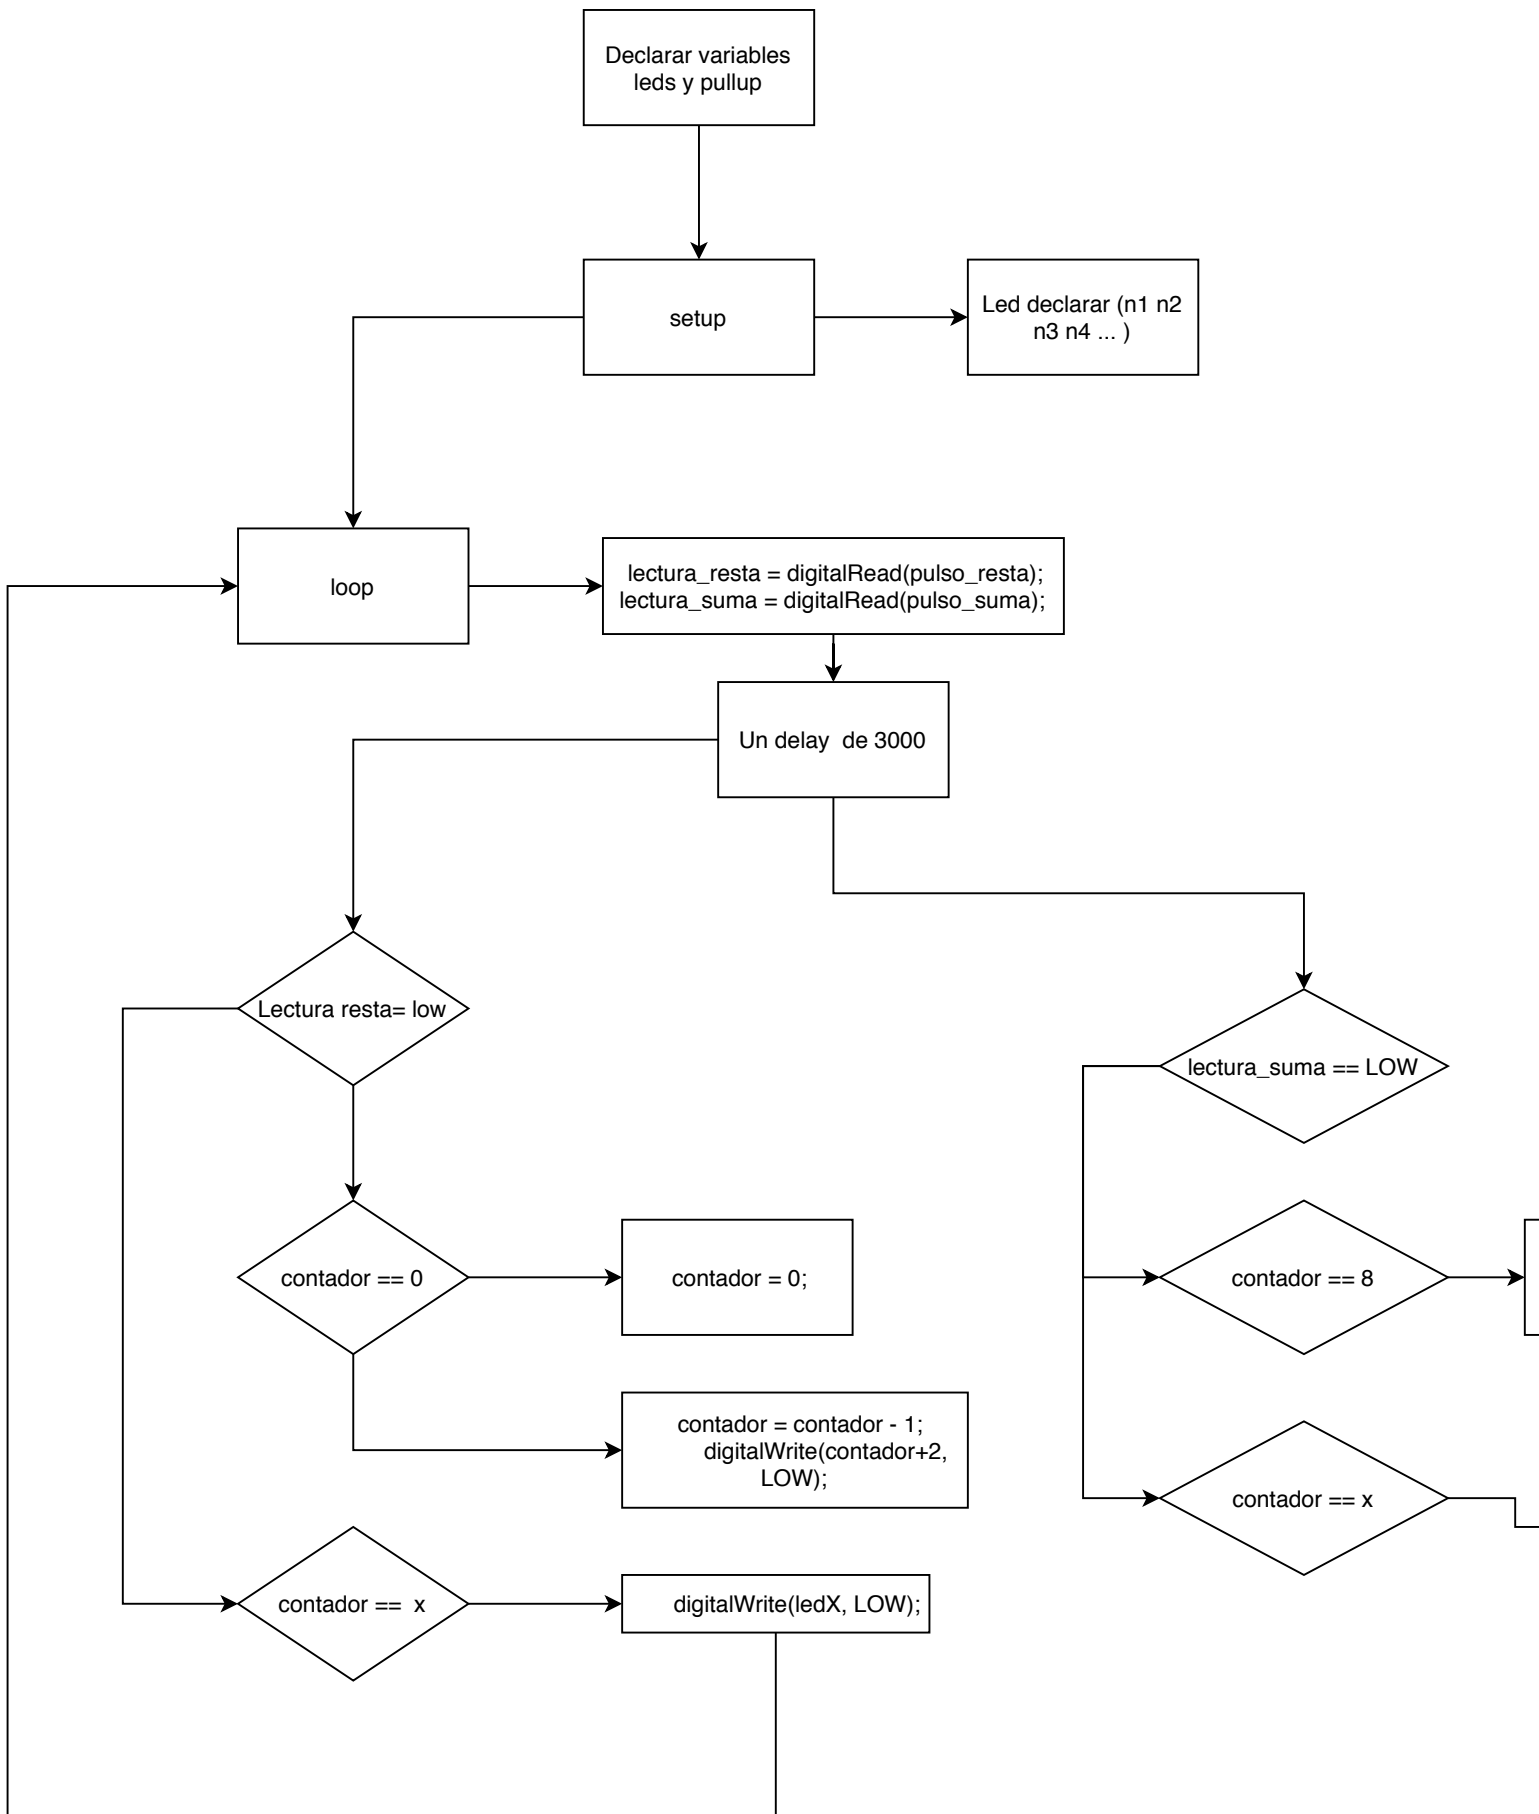 Declarar variables
leds y pullup
setup
Led declarar (n1 n2
n3 n4 ... )
loop
lectura_resta = digitalRead(pulso_resta);
lectura_suma = digitalRead(pulso_suma);
Un delay  de 3000
Lectura resta= low
lectura_suma == LOW
contador == 0
contador = 0;
contador == 8
contador = contador - 1;
digitalWrite(contador+2,
LOW);
contador == x
contador ==  x
digitalWrite(ledX, LOW);